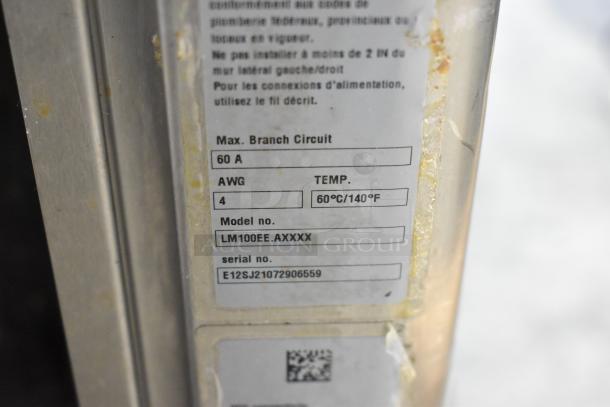 conformément aux codes de
plomberie fédéraux, provinciaux ou
locaux en vigueur.
Ne pas installer à moins de 2 IN du
mur latéral gauche/droit
Pour les connexions d'alimentation,
utilisez le fil décrit.
Max. Branch Circuit
60 A
AWG TEMP.
4 60°C/140°F
Model no.
LM100EE.AXXXX
AUCTION GROUP
serial no.
E12SJ21072906559